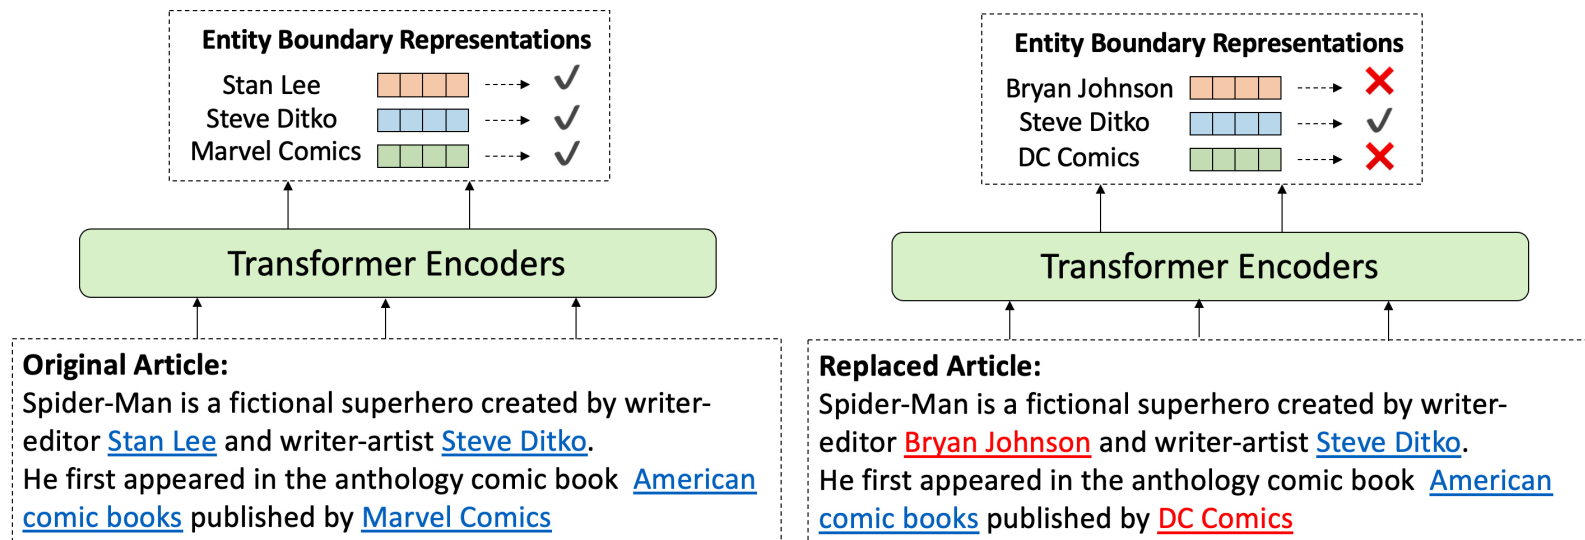 Entity Boundary Representations
Stan Lee
Steve Ditko
Marvel Comics
Transformer Encoders
Original Article:
Spider-Man is a fictional superhero created by writer-
editor Stan Lee and writer-artist Steve Ditko.
He first appeared in the anthology comic book American
comic books published by Marvel Comics
Entity Boundary Representations
Bryan Johnson
Steve Ditko
DC Comics
Transformer Encoders
Replaced Article:
Spider-Man is a fictional superhero created by writer-
editor Bryan Johnson and writer-artist Steve Ditko.
He first appeared in the anthology comic book American
comic books published by DC Comics